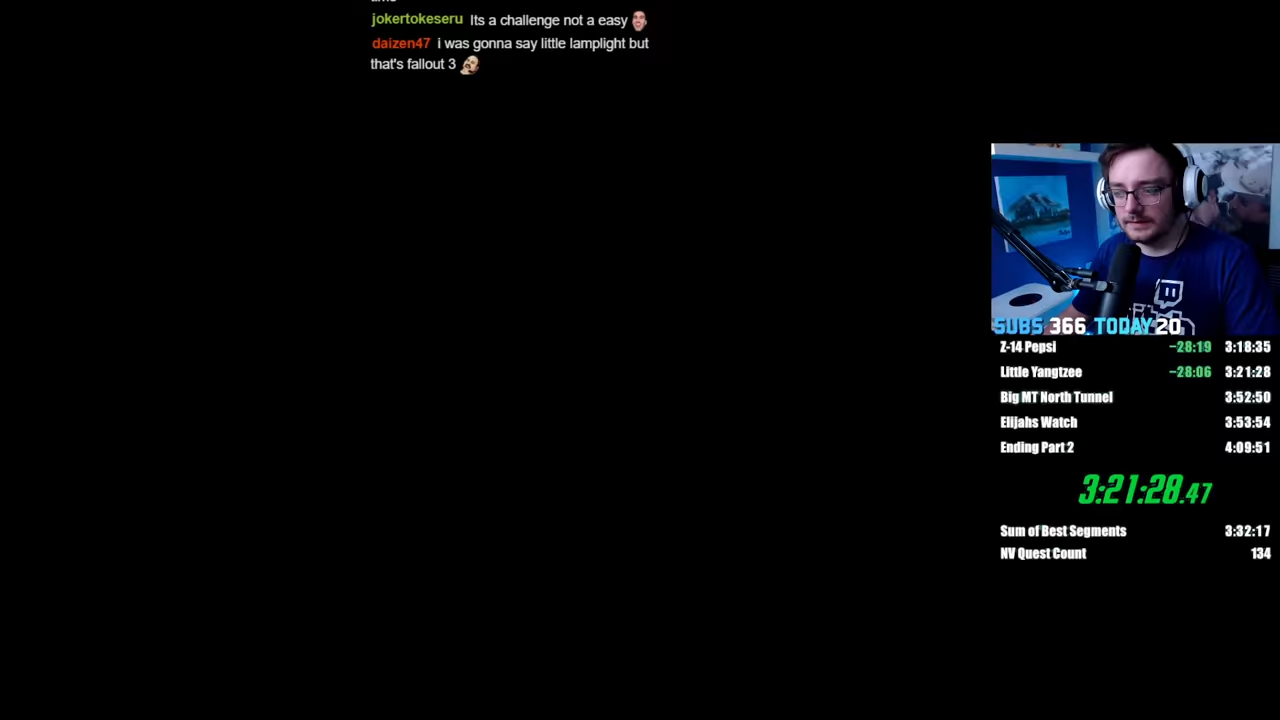 jokertokeseru Its a challenge not a easy
daizen47 i was gonna say little lamplight but
that's fallout 3
SUBS 366 TODAY 20
Z-14 Pepsi -28:19 3:18:35
Little Yangtzee -28:06 3:21:28
Big MT North Tunnel 3:52:50
Elijahs Watch 3:53:54
Ending Part 2 4:09:51
3:21:28.47
Sum of Best Segments 3:32:17
NV Quest Count 134